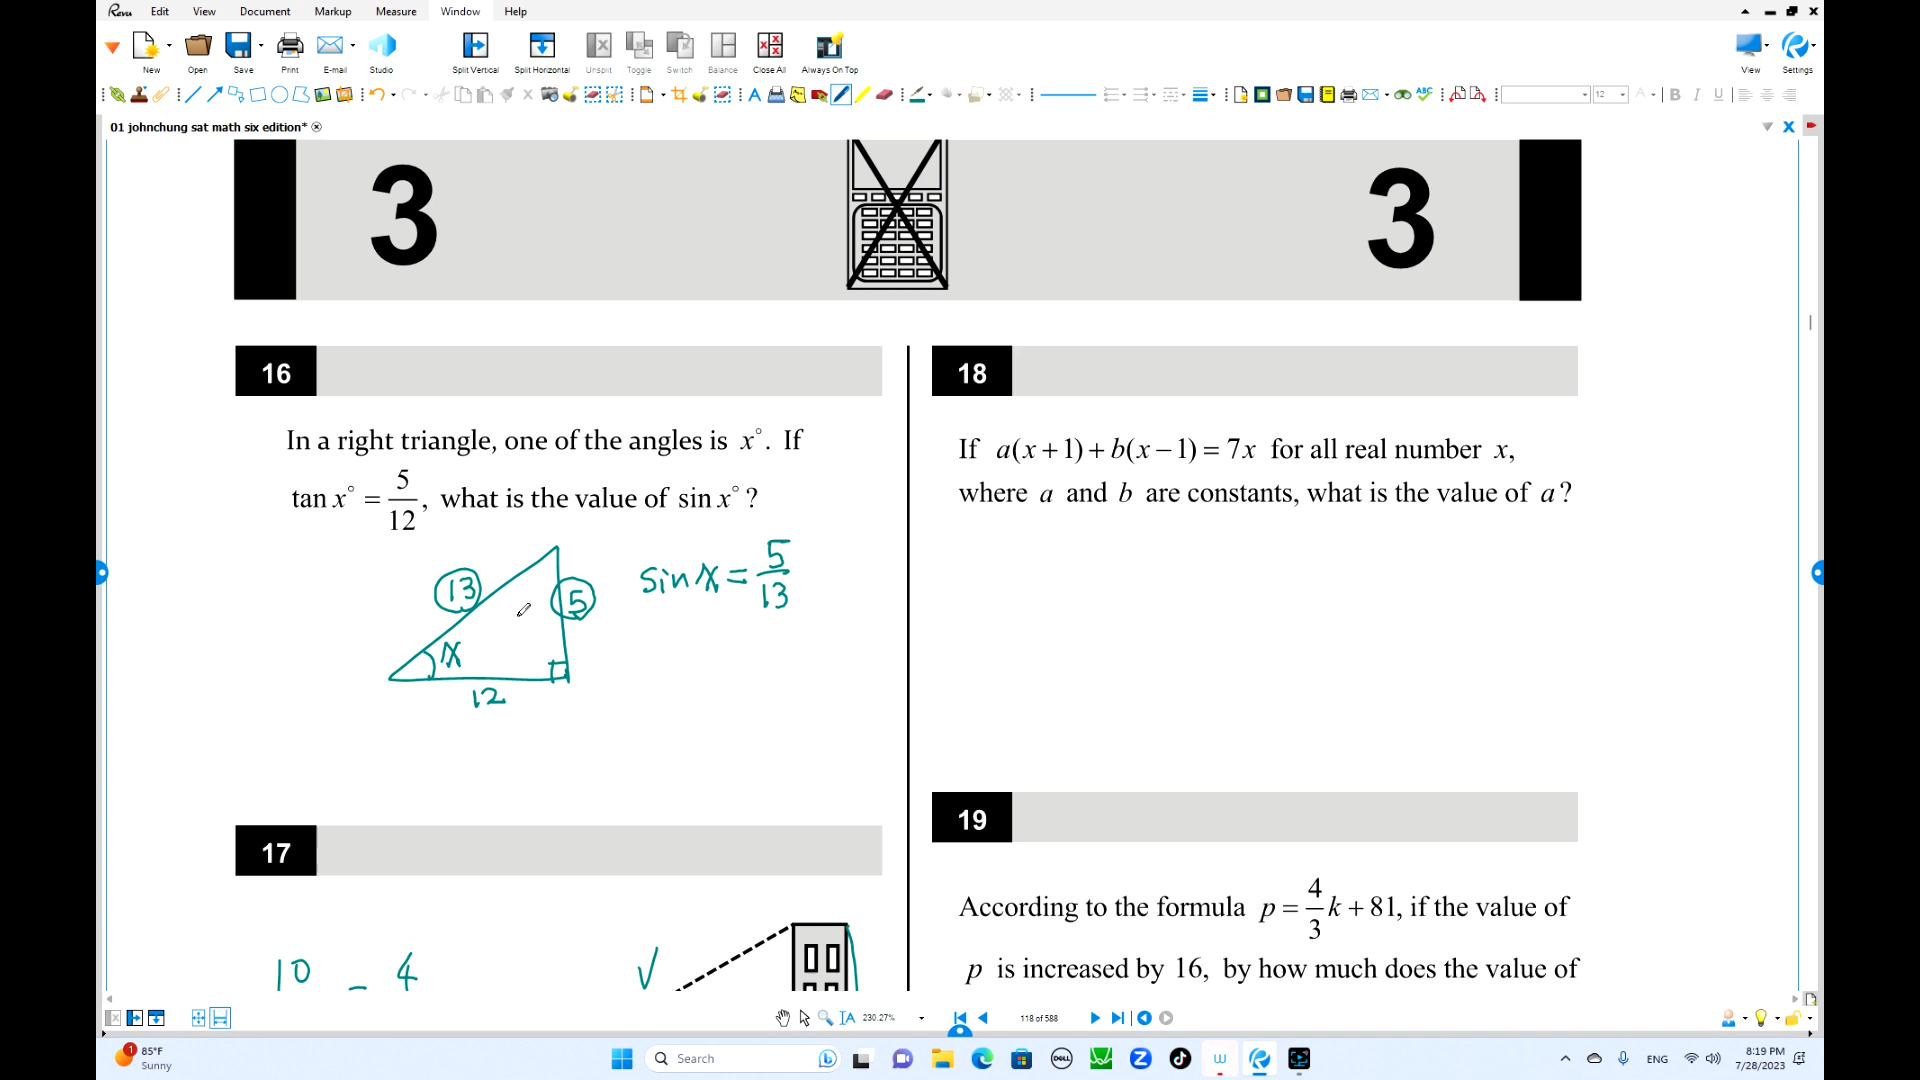 Revu Edit View Document Markup Measure Window Help
New Open Save Print E-mail Studio Split Vertical Split Horizontal Unsplit Toggle Switch Balance Close All Always On Top View Settings
12
01 johnchung sat math six edition*
3 3
16
In a right triangle, one of the angles is x°. If
tan x° = 5/12, what is the value of sin x°?
sin x = 5/13
13
5
x
12
17
10 4
18
If a(x+1)+b(x−1)=7x for all real number x,
where a and b are constants, what is the value of a?
19
According to the formula p = 4/3 k + 81, if the value of
p is increased by 16, by how much does the value of
230.27% 118 of 588
1
85°F
Sunny
Search
DELL
ENG
8:19 PM
7/28/2023